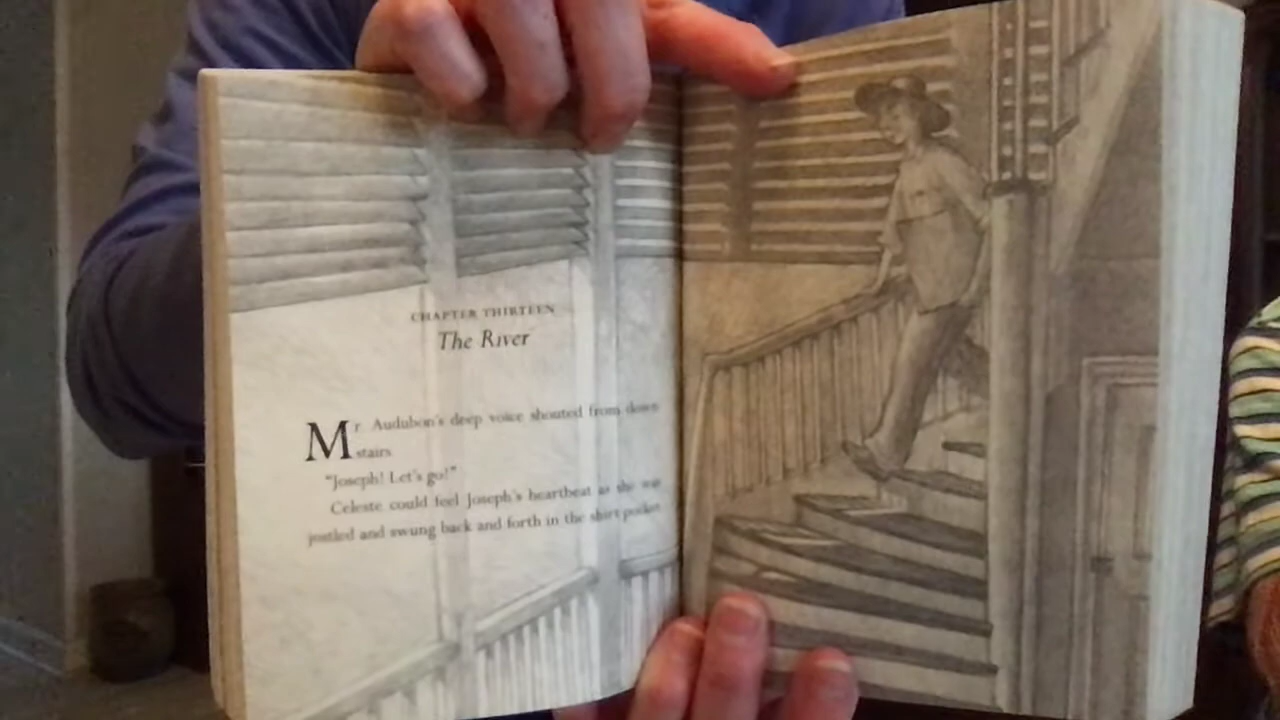 CHAPTER THIRTEEN
The River
Mr Audubon's deep voice shouted from down
stairs
"Joseph! Let's go!"
Celeste could feel Joseph's heartbeat as she was
jostled and swung back and forth in the shirt pocket